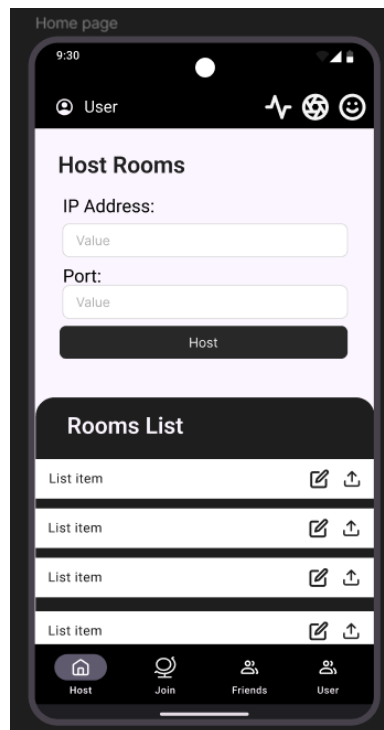 Home page
9:30
User
Host Rooms
IP Address:
Value
Port:
Value
Host
Rooms List
List item
List item
List item
List item
Host Join Friends User